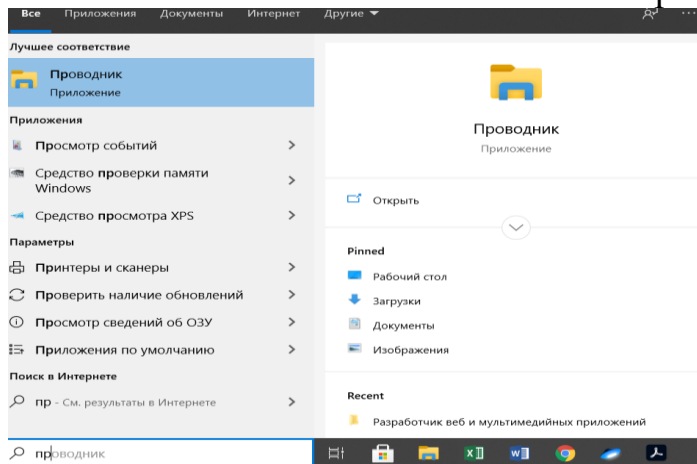 Все Приложения Документы Интернет Другие
Лучшее соответствие
Проводник
Приложение
Приложения
Просмотр событий
Средство проверки памяти
Windows
Средство просмотра XPS
Параметры
Принтеры и сканеры
Проверить наличие обновлений
Просмотр сведений об ОЗУ
Приложения по умолчанию
Поиск в Интернете
пр - См. результаты в Интернете
проводник
Проводник
Приложение
Открыть
Pinned
Рабочий стол
Загрузки
Документы
Изображения
Recent
Разработчик веб и мультимедийных приложений